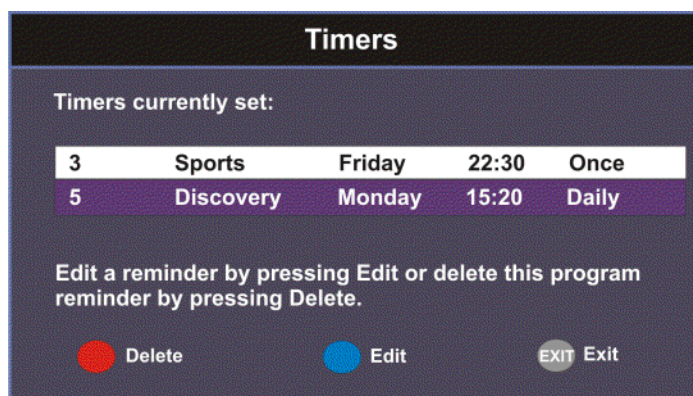 Timers
Timers currently set:
3 Sports Friday 22:30 Once
5 Discovery Monday 15:20 Daily
Edit a reminder by pressing Edit or delete this program
reminder by pressing Delete.
Delete Edit EXIT Exit